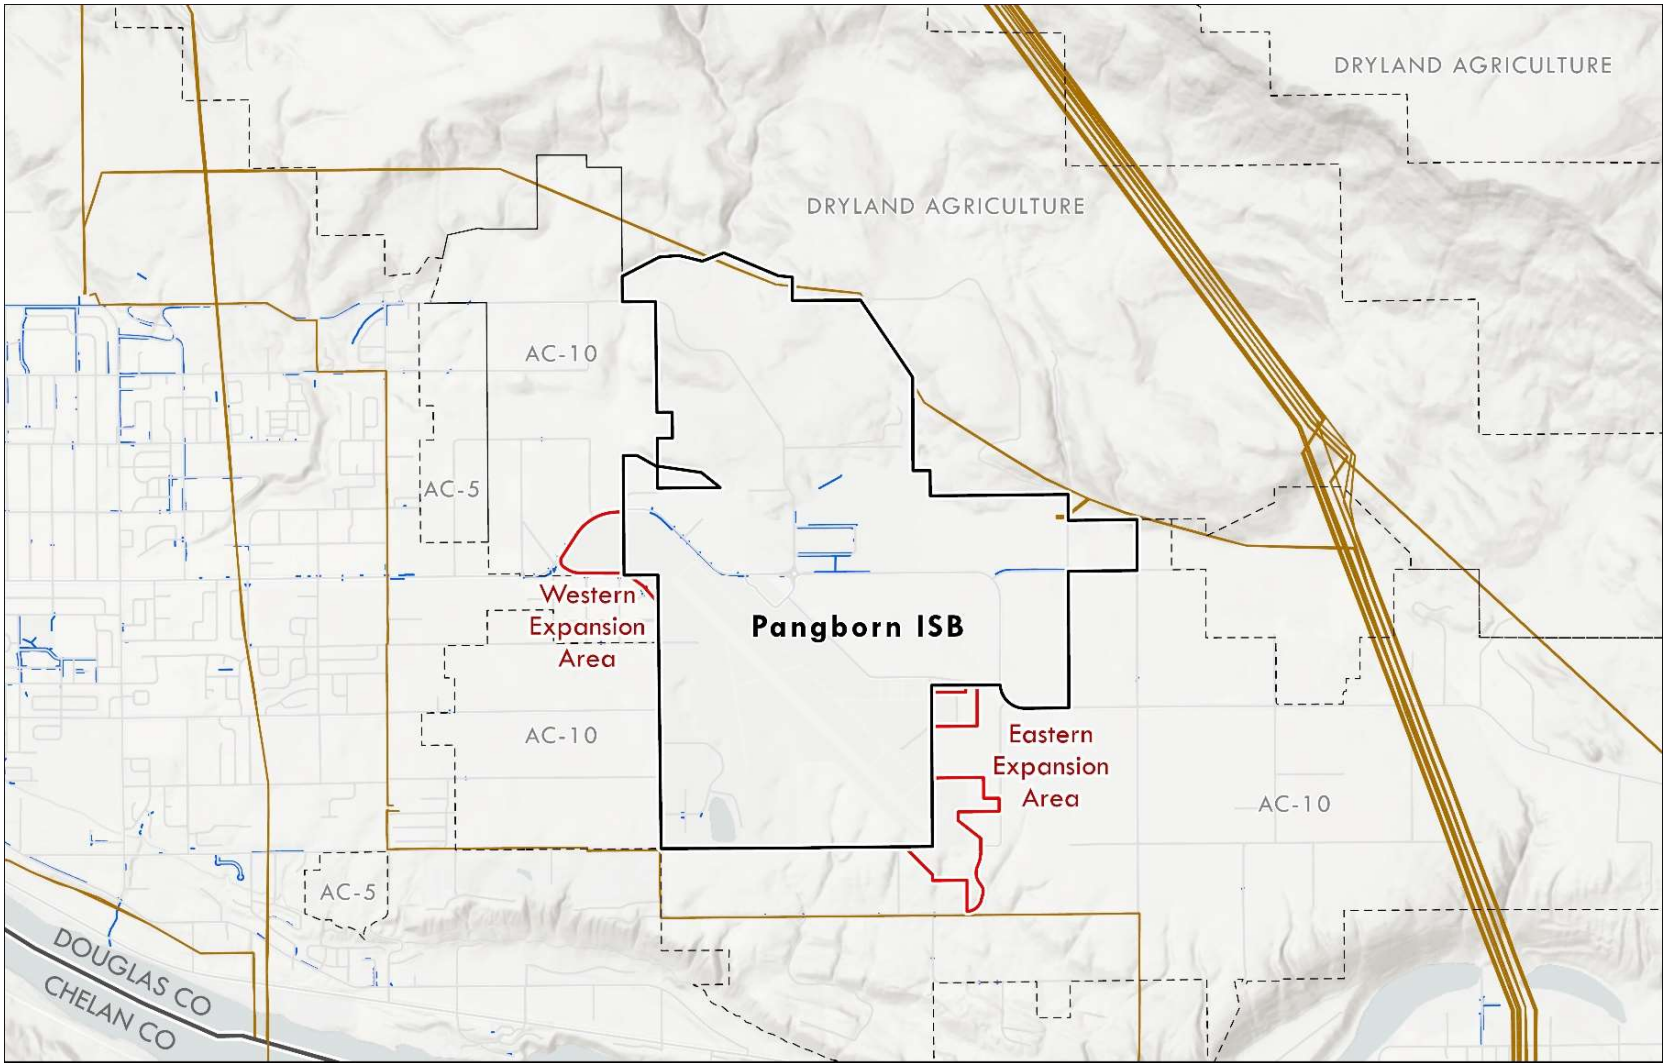 DRYLAND AGRICULTURE
DRYLAND AGRICULTURE
AC-10
AC-5
Western
Expansion
Area
Pangborn ISB
AC-10
Eastern
Expansion
Area
AC-10
AC-5
DOUGLAS CO
CHELAN CO